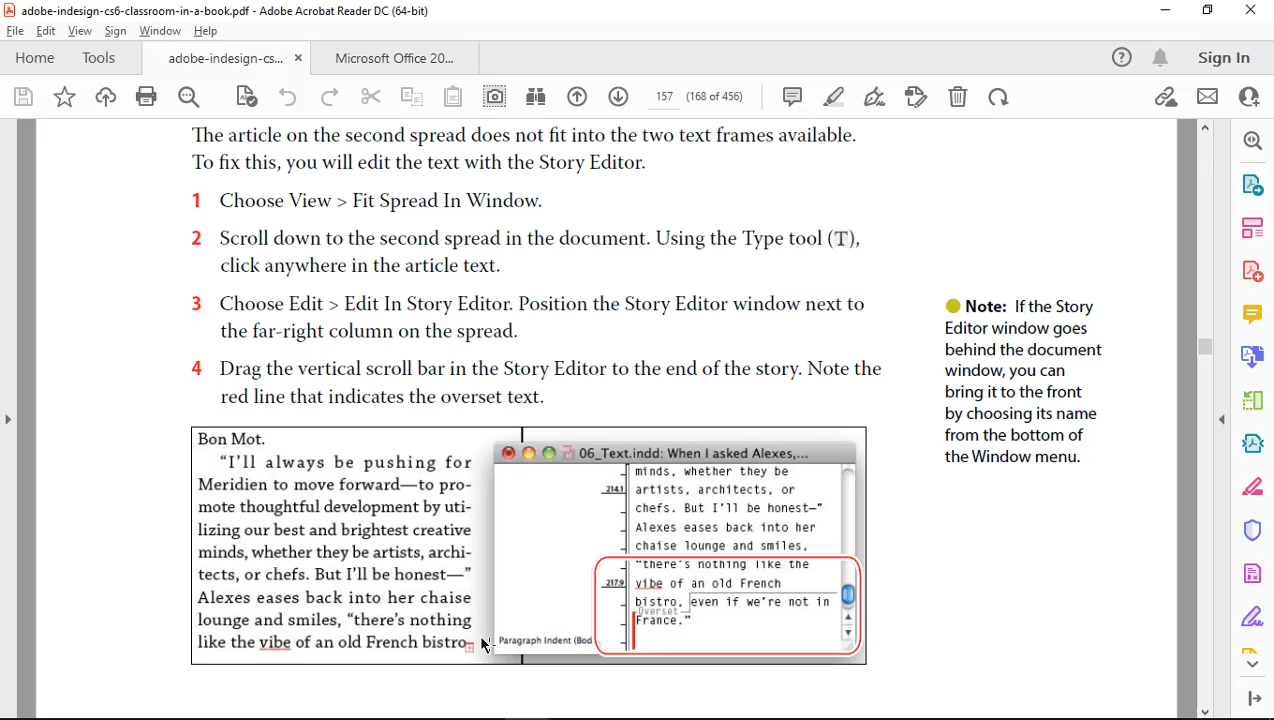 adobe-indesign-cs6-classroom-in-a-book.pdf - Adobe Acrobat Reader DC (64-bit)
File Edit View Sign Window Help
Home Tools adobe-indesign-cs... × Microsoft Office 20... Sign In
157 (168 of 456)
The article on the second spread does not fit into the two text frames available.
To fix this, you will edit the text with the Story Editor.
1 Choose View > Fit Spread In Window.
2 Scroll down to the second spread in the document. Using the Type tool (T),
click anywhere in the article text.
3 Choose Edit > Edit In Story Editor. Position the Story Editor window next to
the far-right column on the spread.
4 Drag the vertical scroll bar in the Story Editor to the end of the story. Note the
red line that indicates the overset text.
Note: If the Story
Editor window goes
behind the document
window, you can
bring it to the front
by choosing its name
from the bottom of
the Window menu.
Bon Mot.
“I’ll always be pushing for
Meridien to move forward—to pro-
mote thoughtful development by uti-
lizing our best and brightest creative
minds, whether they be artists, archi-
tects, or chefs. But I’ll be honest—”
Alexes eases back into her chaise
lounge and smiles, “there’s nothing
like the vibe of an old French bistro
06_Text.indd: When I asked Alexes,...
minds, whether they be
214.1 artists, architects, or
chefs. But I’ll be honest—”
Alexes eases back into her
chaise lounge and smiles,
“there’s nothing like the
217.9 vibe of an old French
bistro, even if we’re not in
Overset
France.”
Paragraph Indent (Bod